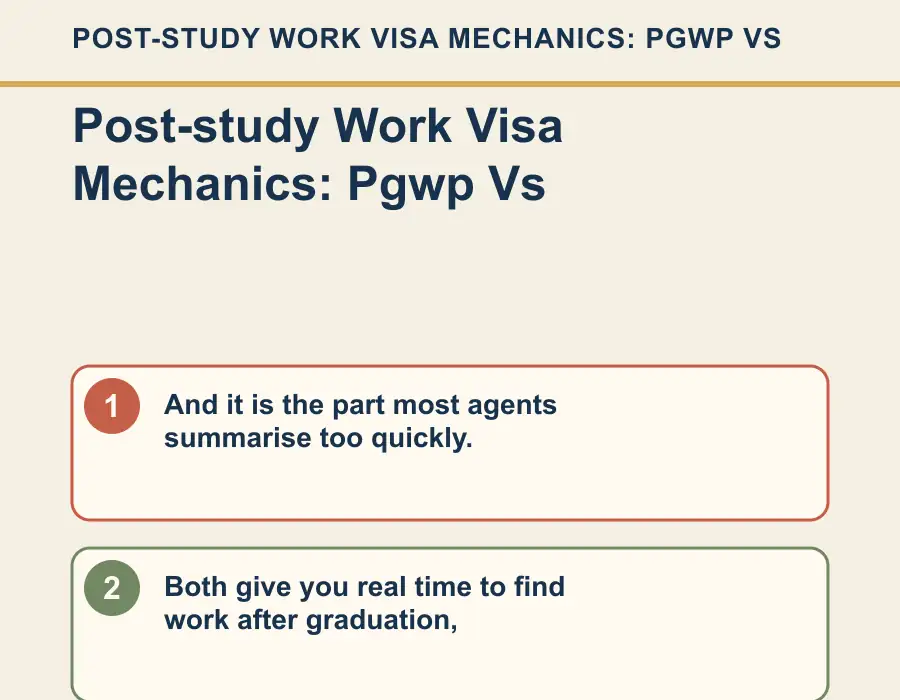 POST-STUDY WORK VISA MECHANICS: PGWP VS
Post-study Work Visa
Mechanics: Pgwp Vs
1
And it is the part most agents
summarise too quickly.
2
Both give you real time to find
work after graduation,